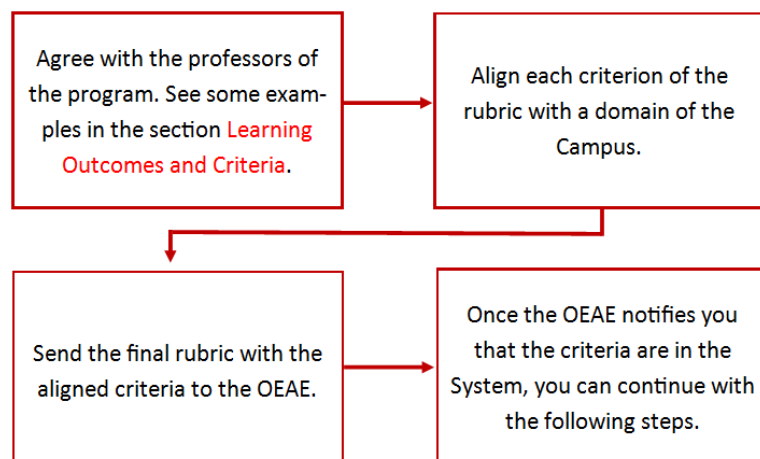 Agree with the professors of
the program. See some exam-
ples in the section Learning
Outcomes and Criteria.
Align each criterion of the
rubric with a domain of the
Campus.
Send the final rubric with the
aligned criteria to the OEAE.
Once the OEAE notifies you
that the criteria are in the
System, you can continue with
the following steps.